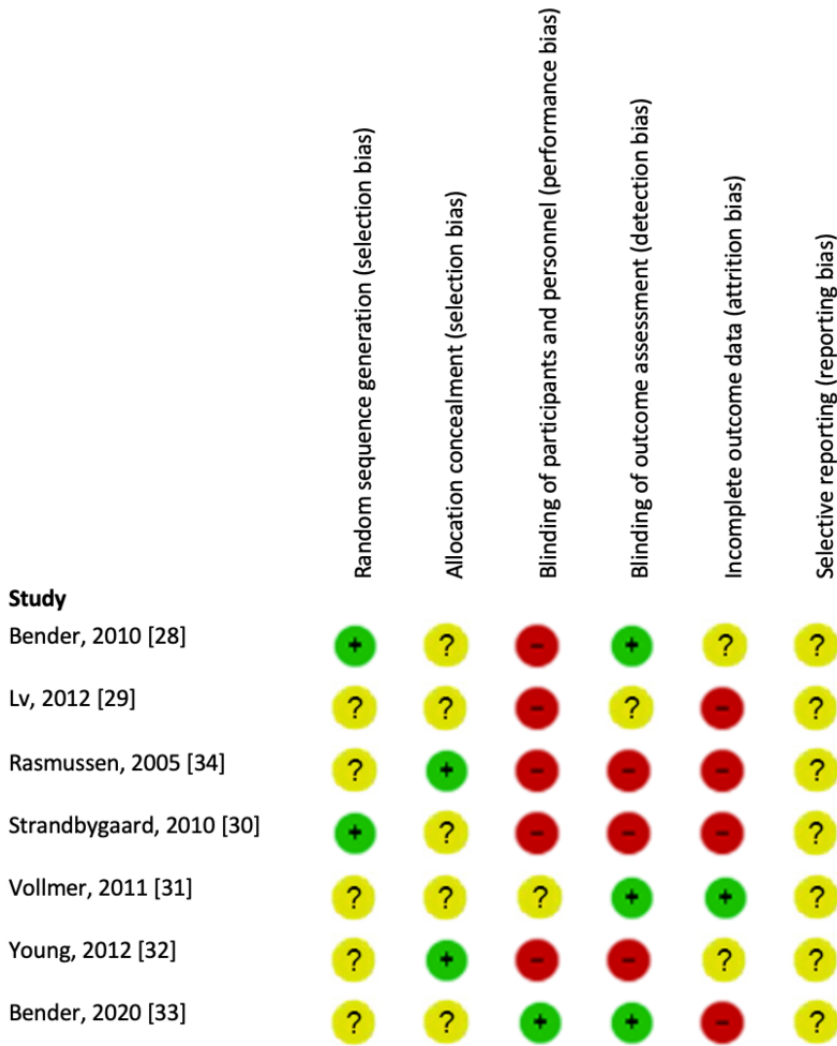 Random sequence generation (selection bias)
Allocation concealment (selection bias)
Blinding of participants and personnel (performance bias)
Blinding of outcome assessment (detection bias)
Incomplete outcome data (attrition bias)
Selective reporting (reporting bias)
Study
Bender, 2010 [28] + ? - + ? ?
Lv, 2012 [29] ? ? - ? - ?
Rasmussen, 2005 [34] ? + - - - ?
Strandbygaard, 2010 [30] + ? - - - ?
Vollmer, 2011 [31] ? ? ? + + ?
Young, 2012 [32] ? + - - ? ?
Bender, 2020 [33] ? ? + + - ?